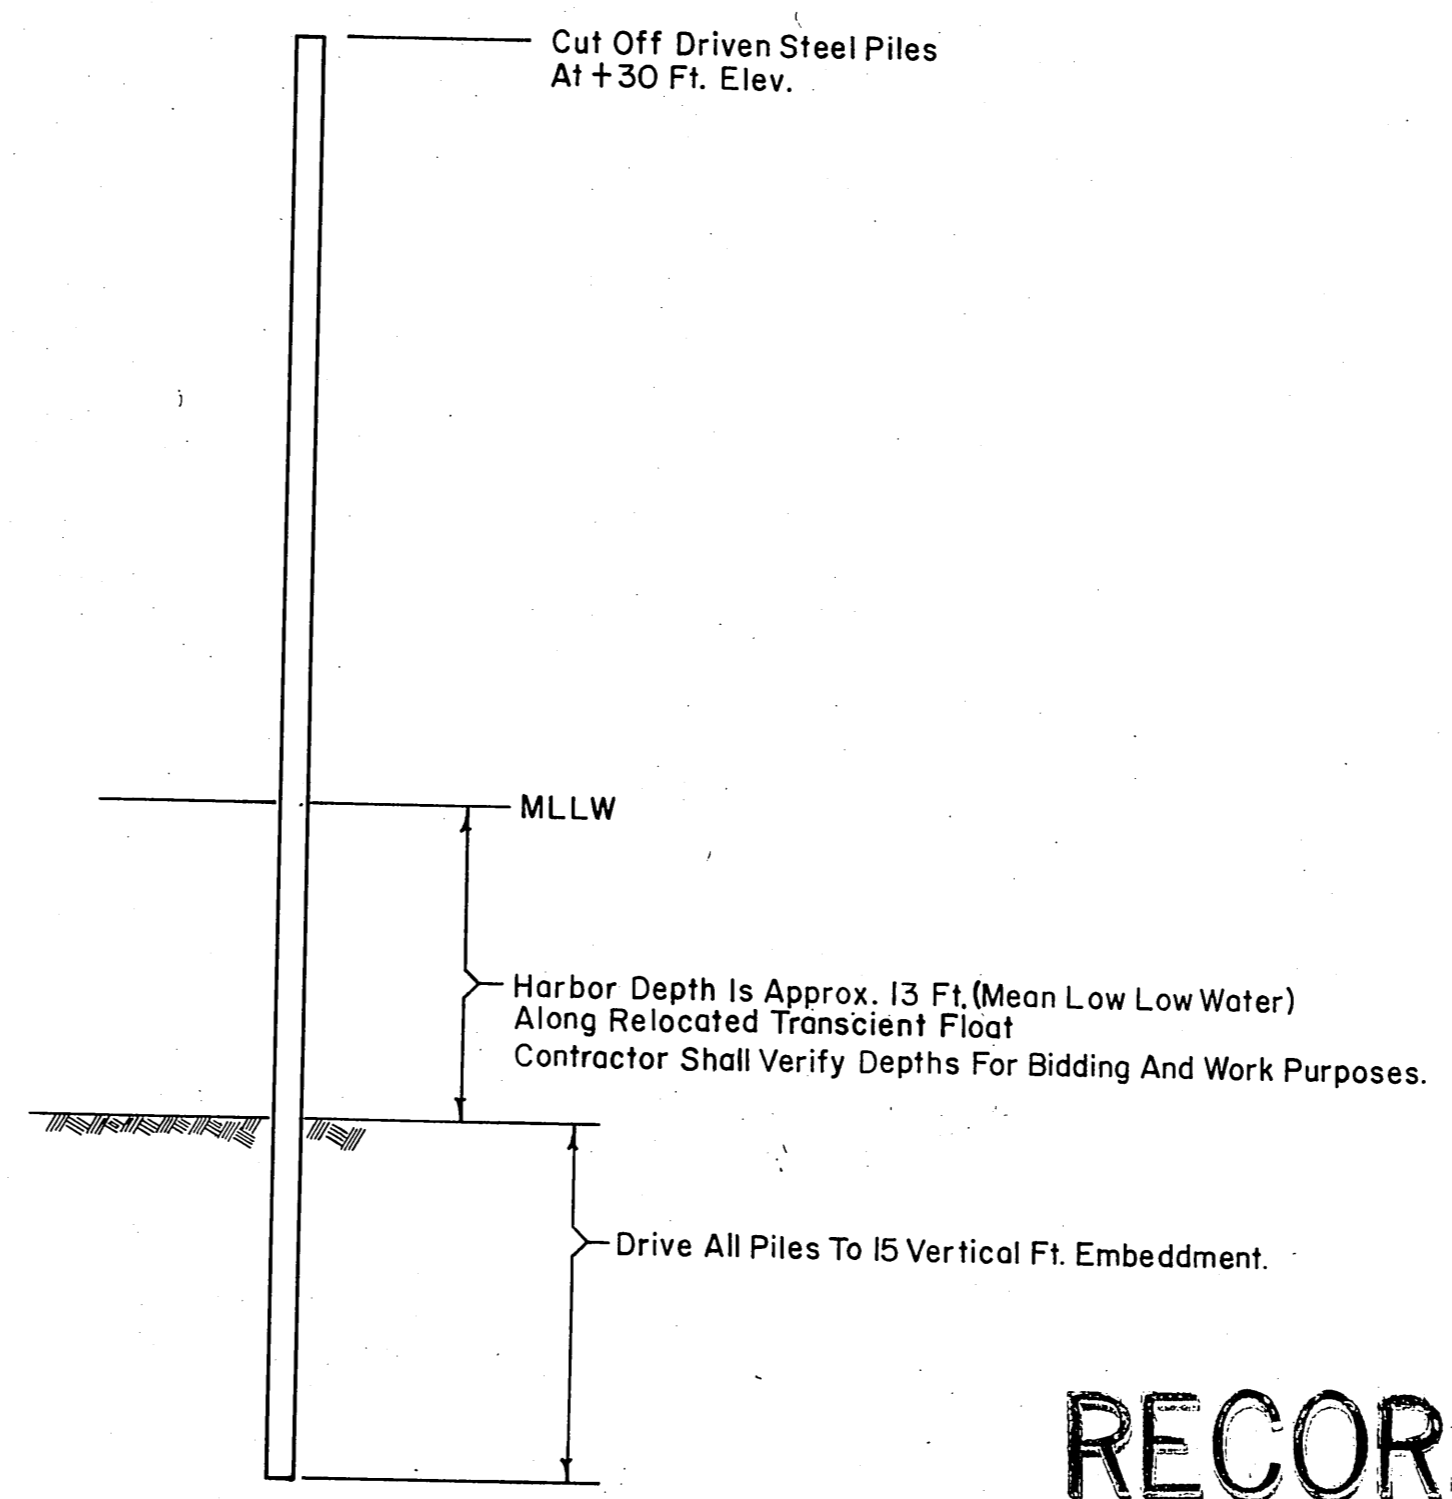 Cut Off Driven Steel Piles
At +30 Ft. Elev.
MLLW
Harbor Depth Is Approx. 13 Ft. (Mean Low Low Water)
Along Relocated Transcient Float
Contractor Shall Verify Depths For Bidding And Work Purposes.
Drive All Piles To 15 Vertical Ft. Embeddment.
RECOR